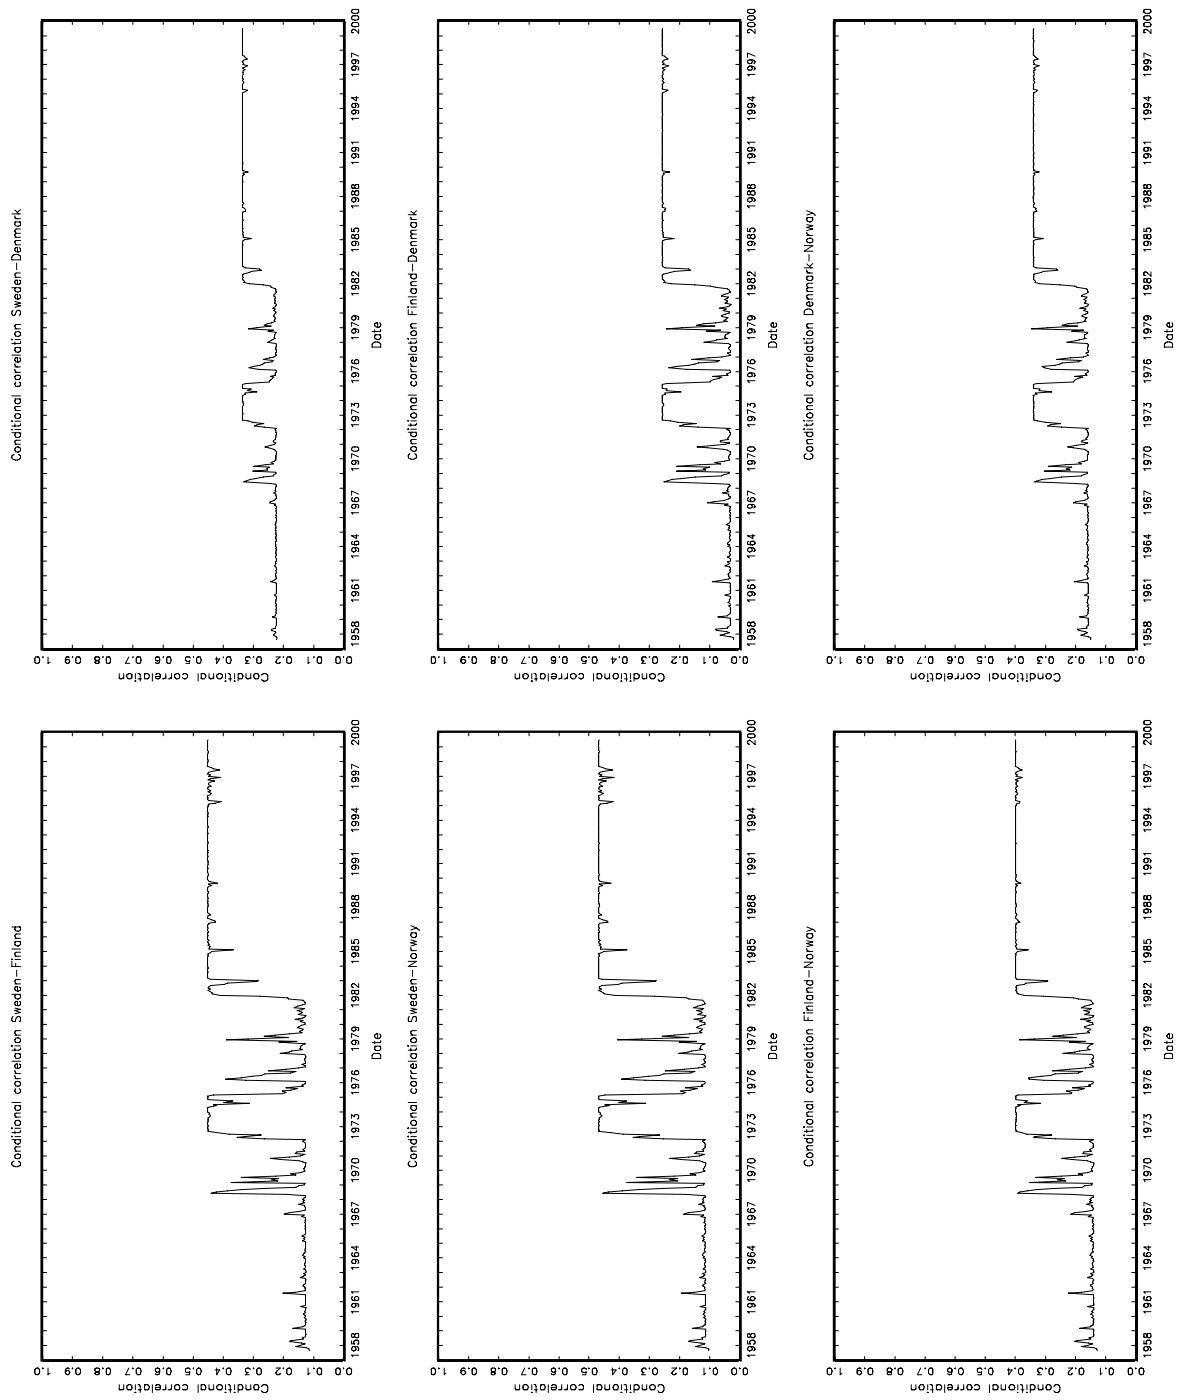 Conditional correlation Sweden–Finland
Conditional correlation
1.0
0.9
0.8
0.7
0.6
0.5
0.4
0.3
0.2
0.1
0.0
1958 1961 1964 1967 1970 1973 1976 1979 1982 1985 1988 1991 1994 1997 2000
Date
Conditional correlation Sweden–Denmark
Conditional correlation
1.0
0.9
0.8
0.7
0.6
0.5
0.4
0.3
0.2
0.1
0.0
1958 1961 1964 1967 1970 1973 1976 1979 1982 1985 1988 1991 1994 1997 2000
Date
Conditional correlation Sweden–Norway
Conditional correlation
1.0
0.9
0.8
0.7
0.6
0.5
0.4
0.3
0.2
0.1
0.0
1958 1961 1964 1967 1970 1973 1976 1979 1982 1985 1988 1991 1994 1997 2000
Date
Conditional correlation Finland–Denmark
Conditional correlation
1.0
0.9
0.8
0.7
0.6
0.5
0.4
0.3
0.2
0.1
0.0
1958 1961 1964 1967 1970 1973 1976 1979 1982 1985 1988 1991 1994 1997 2000
Date
Conditional correlation Finland–Norway
Conditional correlation
1.0
0.9
0.8
0.7
0.6
0.5
0.4
0.3
0.2
0.1
0.0
1958 1961 1964 1967 1970 1973 1976 1979 1982 1985 1988 1991 1994 1997 2000
Date
Conditional correlation Denmark–Norway
Conditional correlation
1.0
0.9
0.8
0.7
0.6
0.5
0.4
0.3
0.2
0.1
0.0
1958 1961 1964 1967 1970 1973 1976 1979 1982 1985 1988 1991 1994 1997 2000
Date